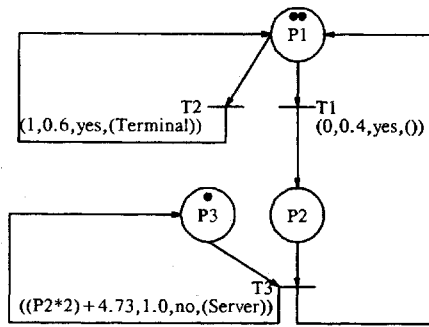 P1
T2
T1
(1,0.6,yes,(Terminal))
(0,0.4,yes,())
P3
P2
T3
((P2*2)+4.73,1.0,no,(Server))